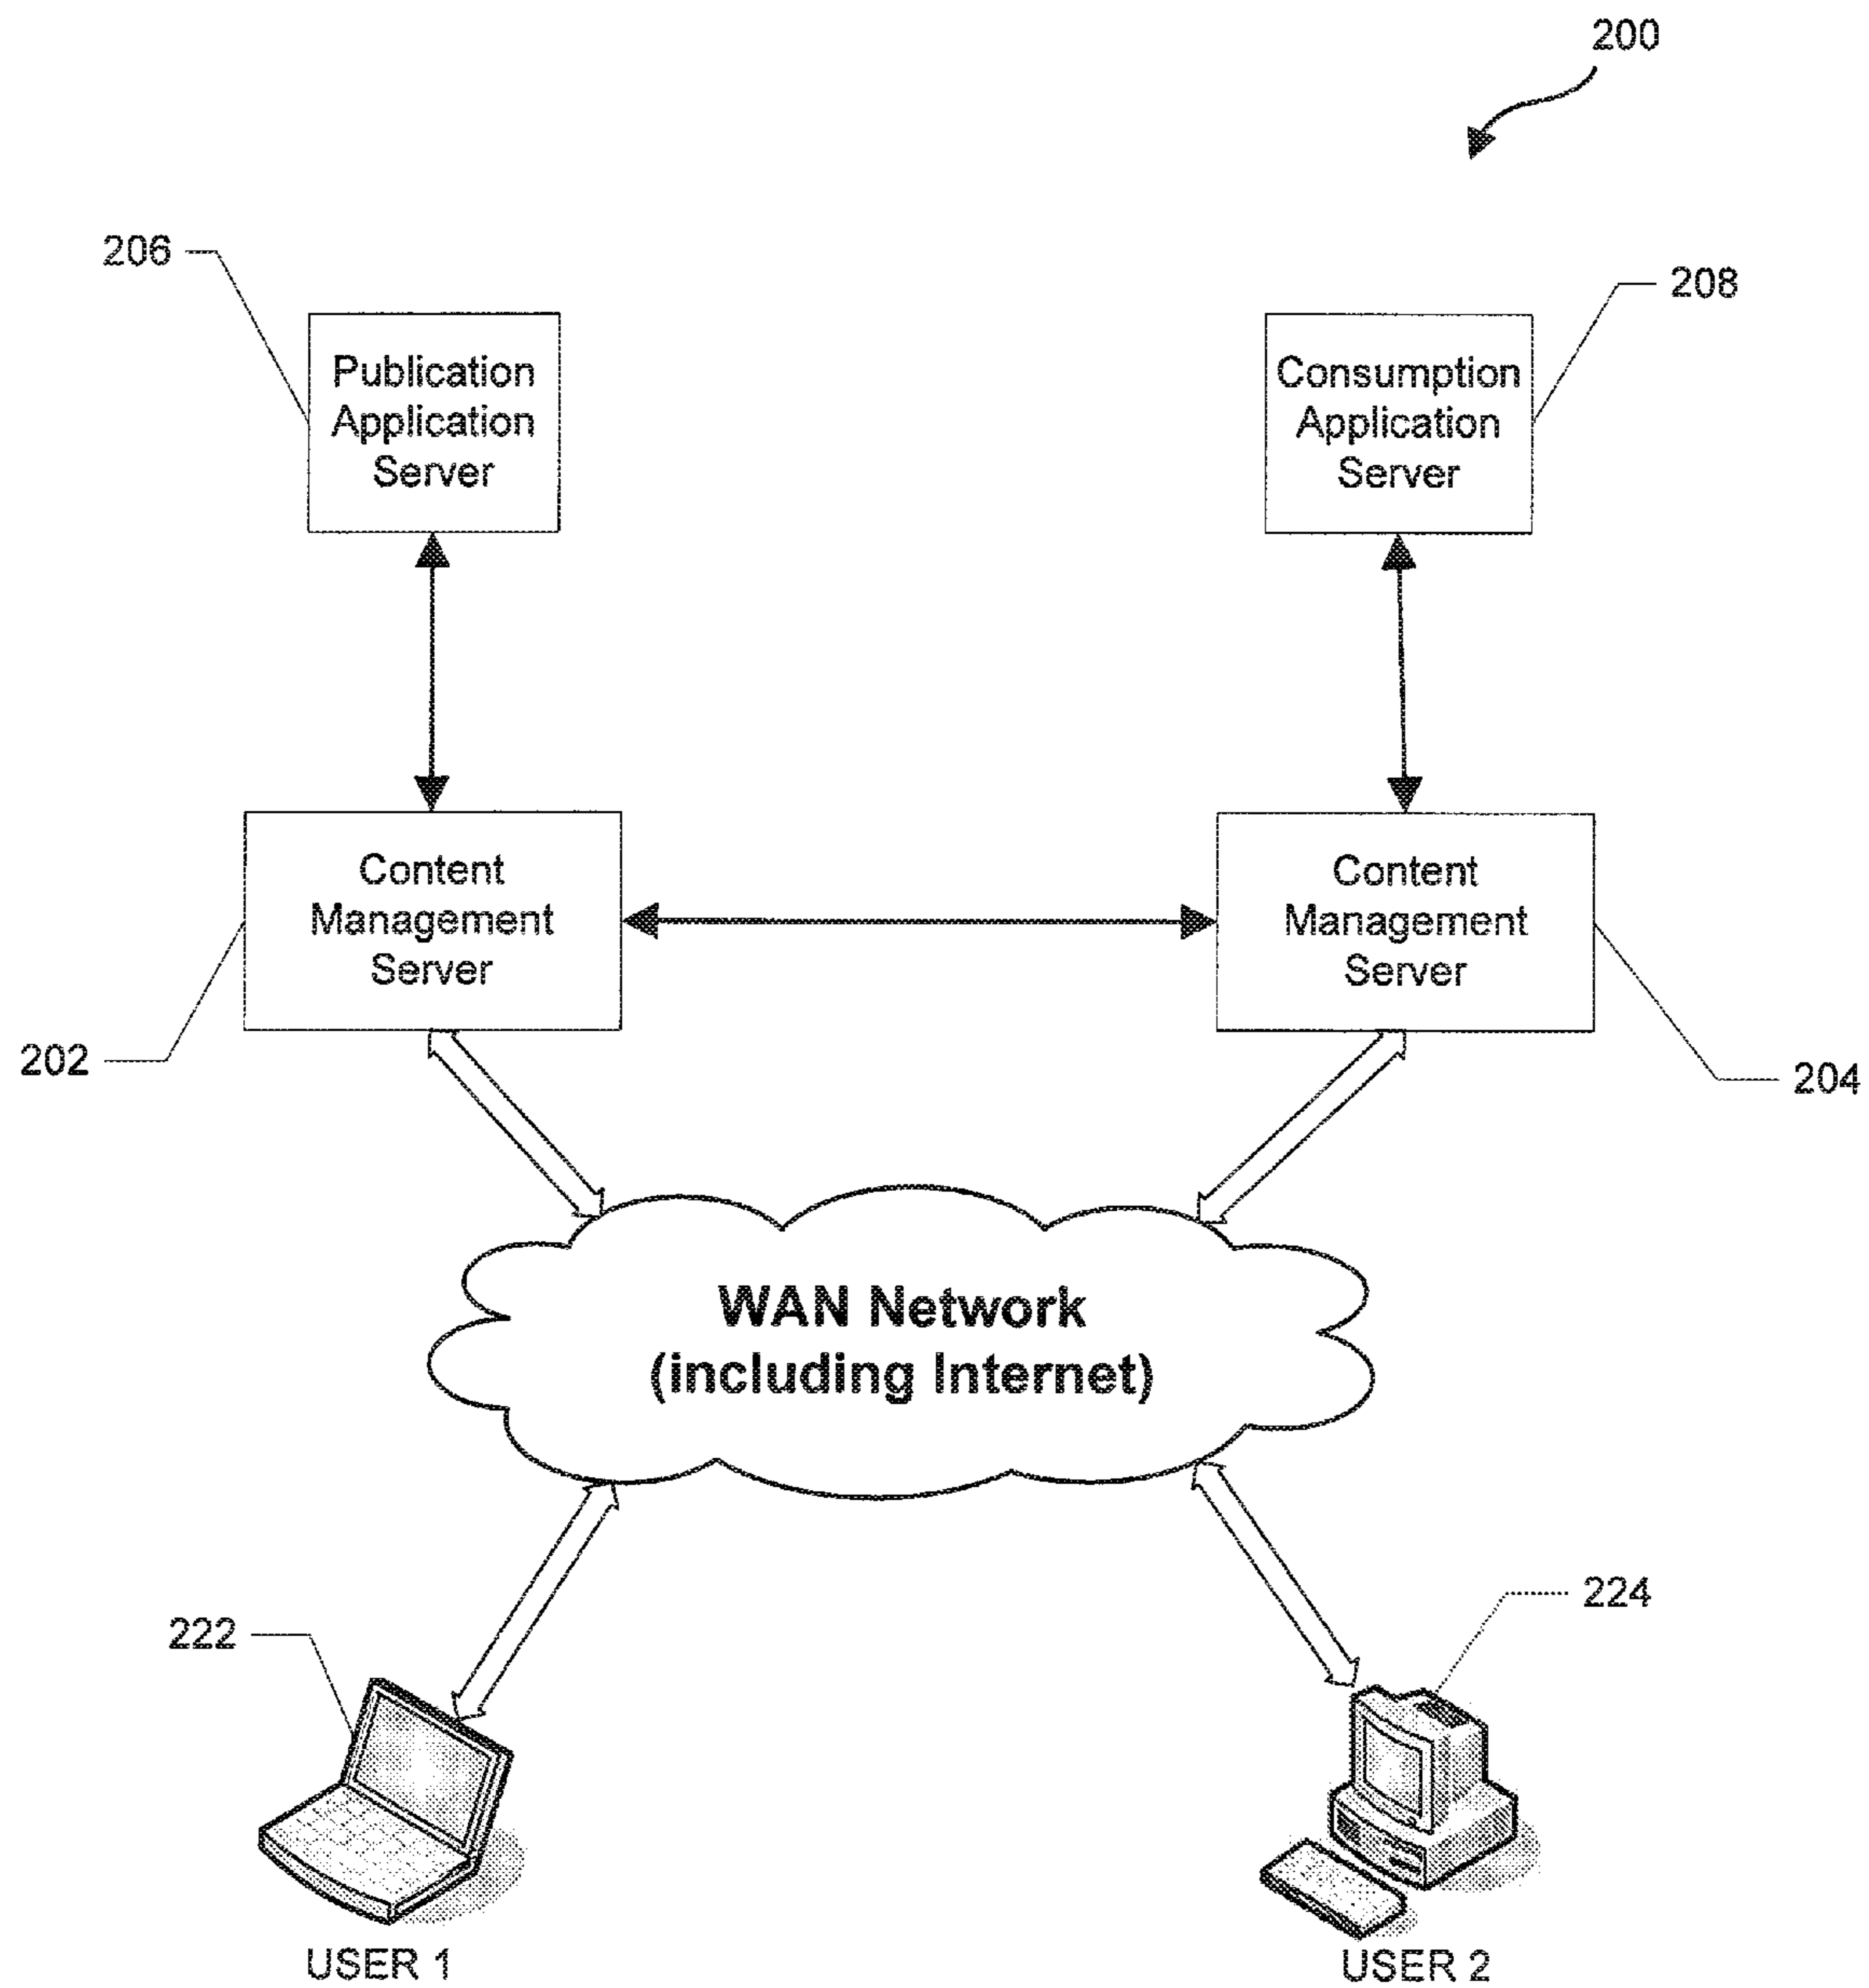 200
206
208
Publication
Application
Server
Consumption
Application
Server
Content
Management
Server
Content
Management
Server
202
204
WAN Network
(including Internet)
222
224
USER 1
USER 2